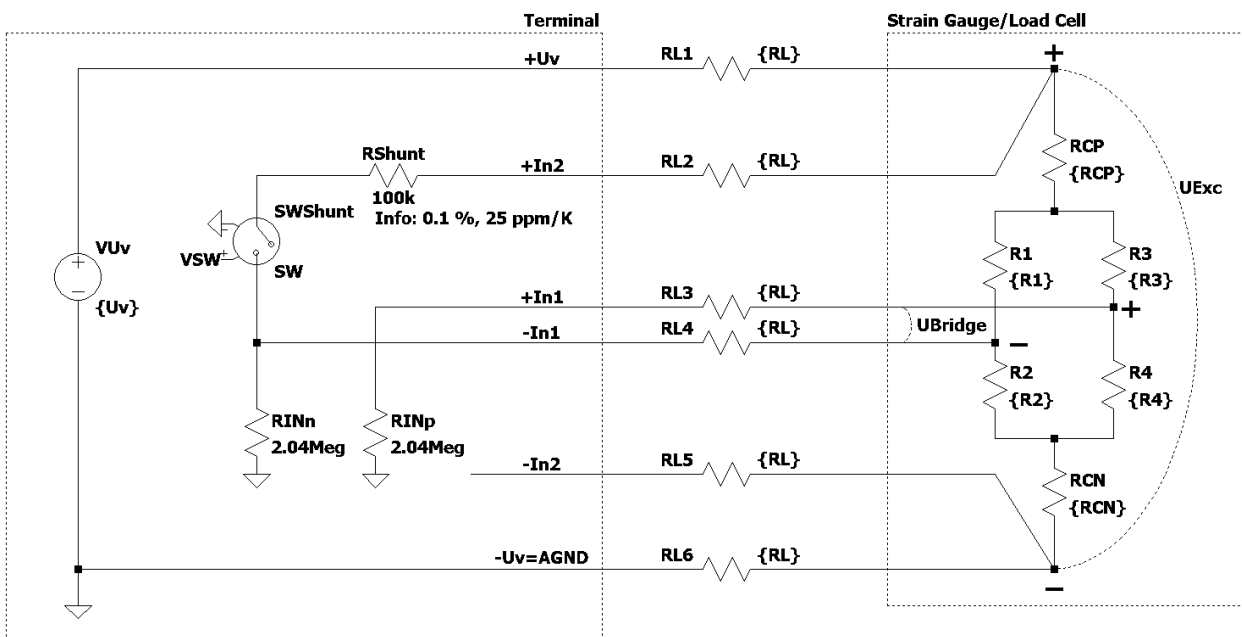 Terminal
Strain Gauge/Load Cell
+Uv
RL1
{RL}
+
RCP
{RCP}
UExc
RShunt
100k
Info: 0.1 %, 25 ppm/K
+In2
RL2
{RL}
SWShunt
VSW
+
SW
VUv
+
−
{Uv}
R1
{R1}
R3
{R3}
+In1
RL3
{RL}
+
-In1
RL4
{RL}
UBridge
−
R2
{R2}
R4
{R4}
RINn
2.04Meg
RINp
2.04Meg
-In2
RL5
{RL}
RCN
{RCN}
-Uv=AGND
RL6
{RL}
−